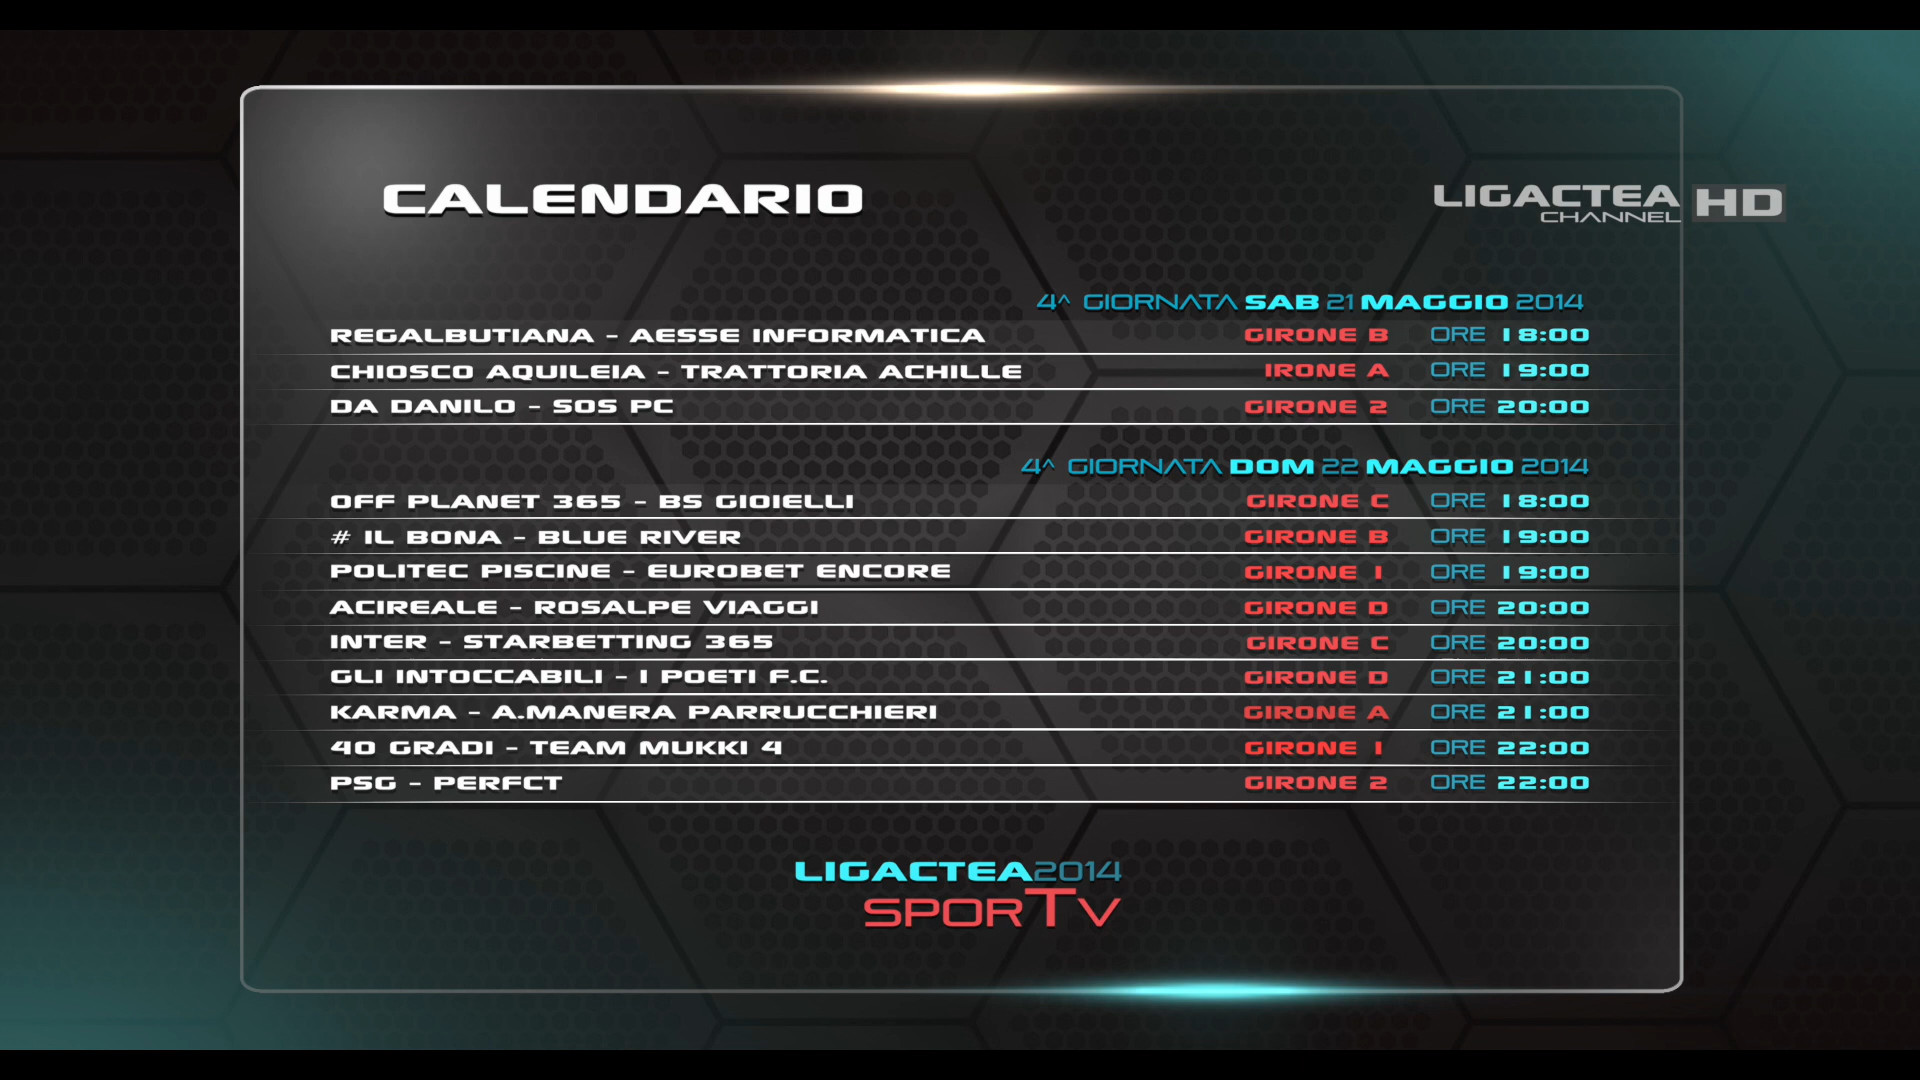 CALENDARIO
LIGACTEA HD
CHANNEL
4^ GIORNATA SAB 21 MAGGIO 2014
REGALBUTIANA - AESSE INFORMATICA GIRONE B ORE 18:00
CHIOSCO AQUILEIA - TRATTORIA ACHILLE IRONE A ORE 19:00
DA DANILO - SOS PC GIRONE 2 ORE 20:00
4^ GIORNATA DOM 22 MAGGIO 2014
OFF PLANET 365 - BS GIOIELLI GIRONE C ORE 18:00
# IL BONA - BLUE RIVER GIRONE B ORE 19:00
POLITEC PISCINE - EUROBET ENCORE GIRONE 1 ORE 19:00
ACIREALE - ROSALPE VIAGGI GIRONE D ORE 20:00
INTER - STARBETTING 365 GIRONE C ORE 20:00
GLI INTOCCABILI - I POETI F.C. GIRONE D ORE 21:00
KARMA - A.MANERA PARRUCCHIERI GIRONE A ORE 21:00
40 GRADI - TEAM MUKKI 4 GIRONE 1 ORE 22:00
PSG - PERFCT GIRONE 2 ORE 22:00
LIGACTEA2014
SPORTV